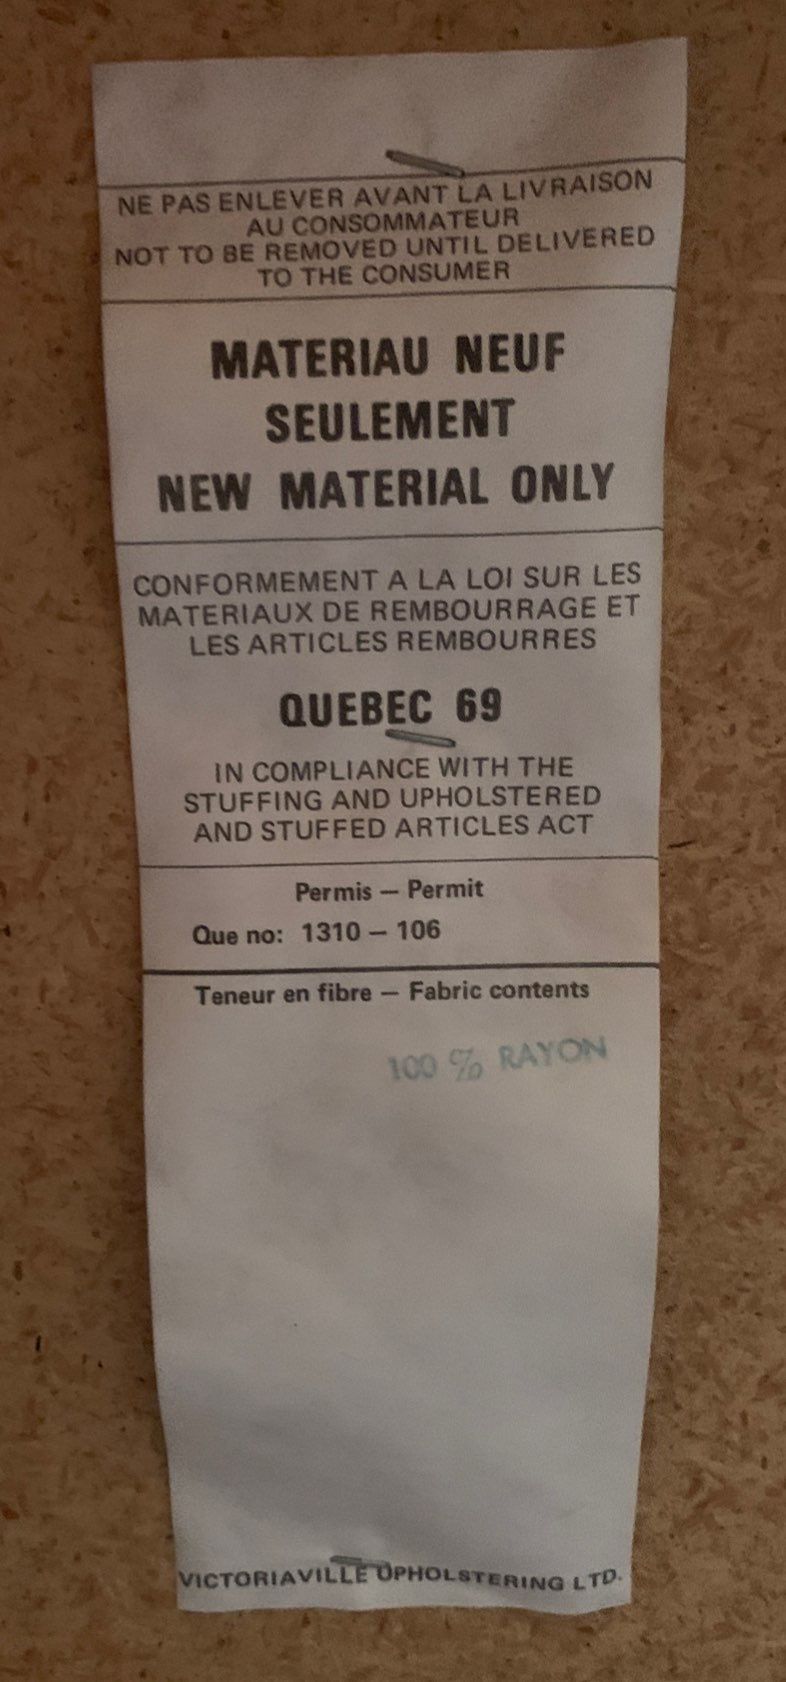 NE PAS ENLEVER AVANT LA LIVRAISON
AU CONSOMMATEUR
NOT TO BE REMOVED UNTIL DELIVERED
TO THE CONSUMER
MATERIAU NEUF
SEULEMENT
NEW MATERIAL ONLY
CONFORMEMENT A LA LOI SUR LES
MATERIAUX DE REMBOURRAGE ET
LES ARTICLES REMBOURRES
QUEBEC 69
IN COMPLIANCE WITH THE
STUFFING AND UPHOLSTERED
AND STUFFED ARTICLES ACT
Permis – Permit
Que no: 1310 – 106
Teneur en fibre – Fabric contents
100 % RAYON
VICTORIAVILLE UPHOLSTERING LTD.